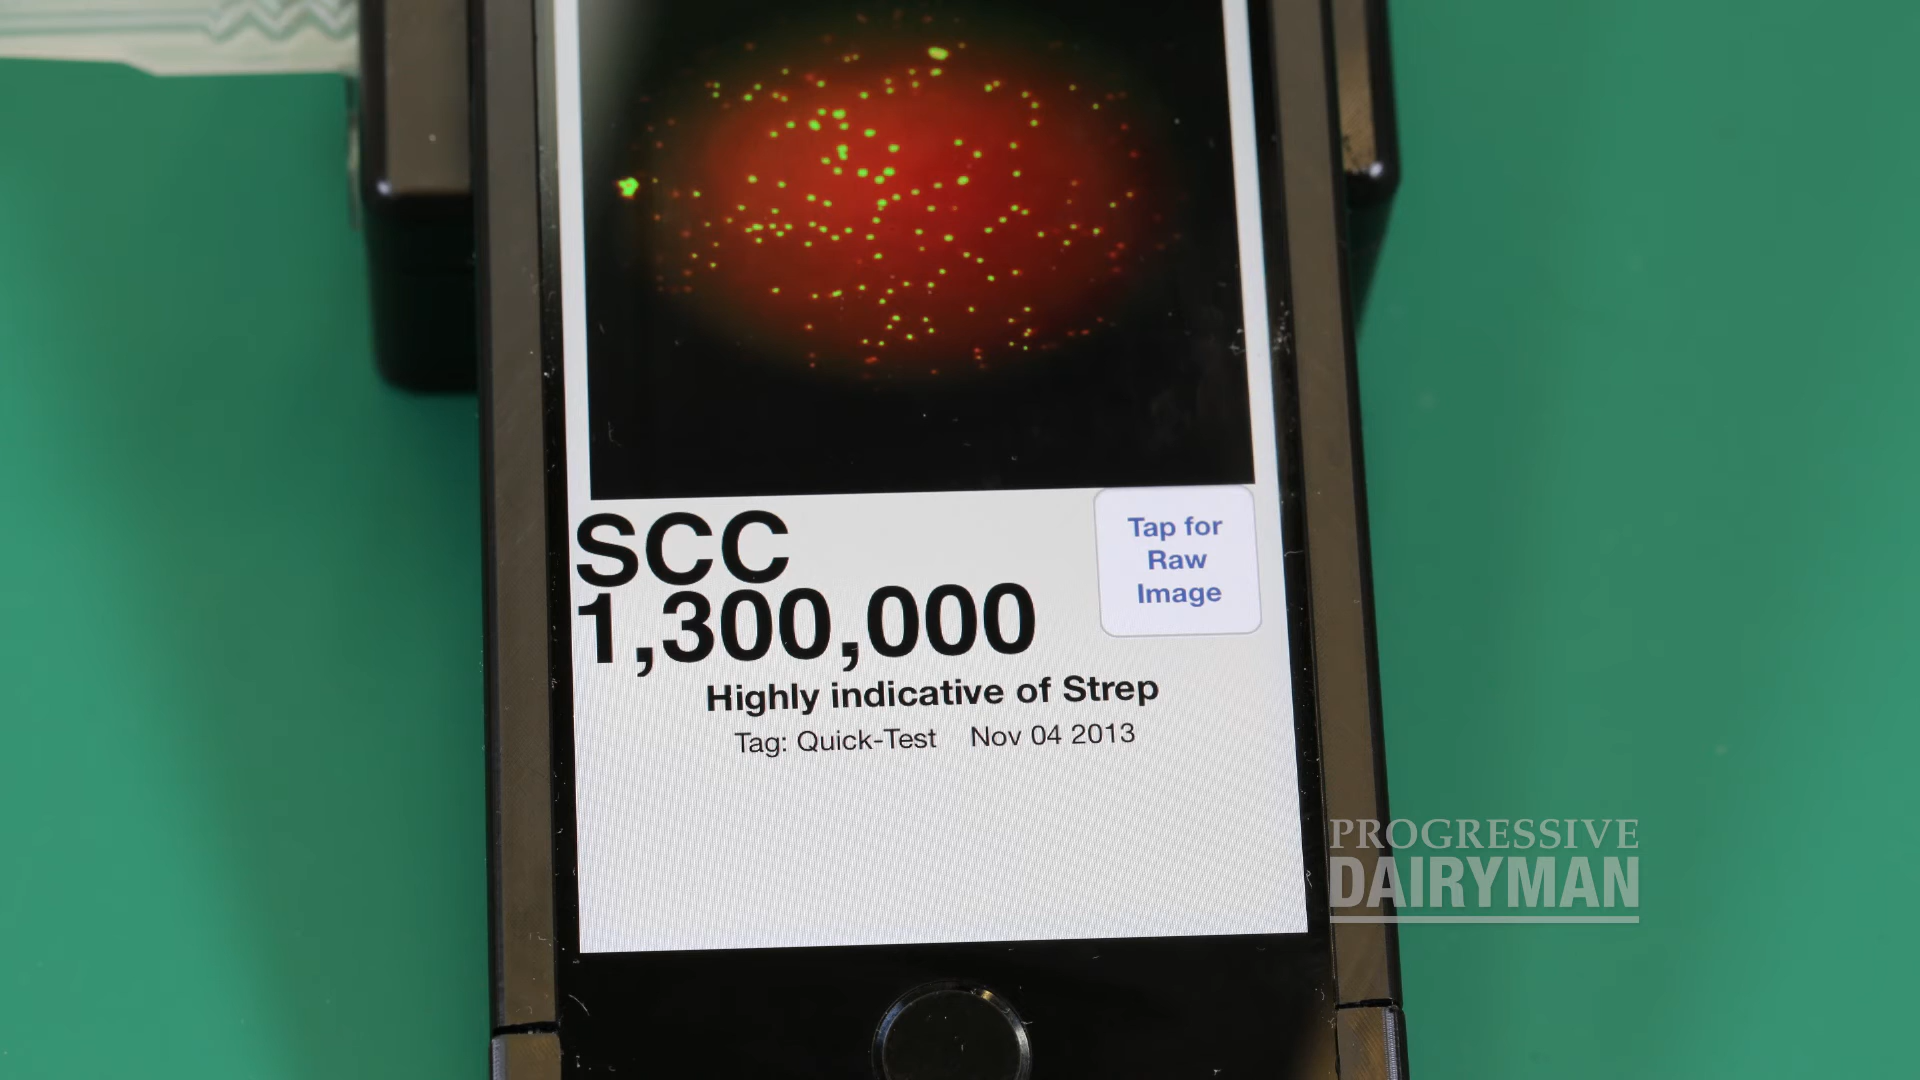 SCC
1,300,000
Tap for
Raw
Image
Highly indicative of Strep
Tag: Quick-Test Nov 04 2013
PROGRESSIVE
DAIRYMAN